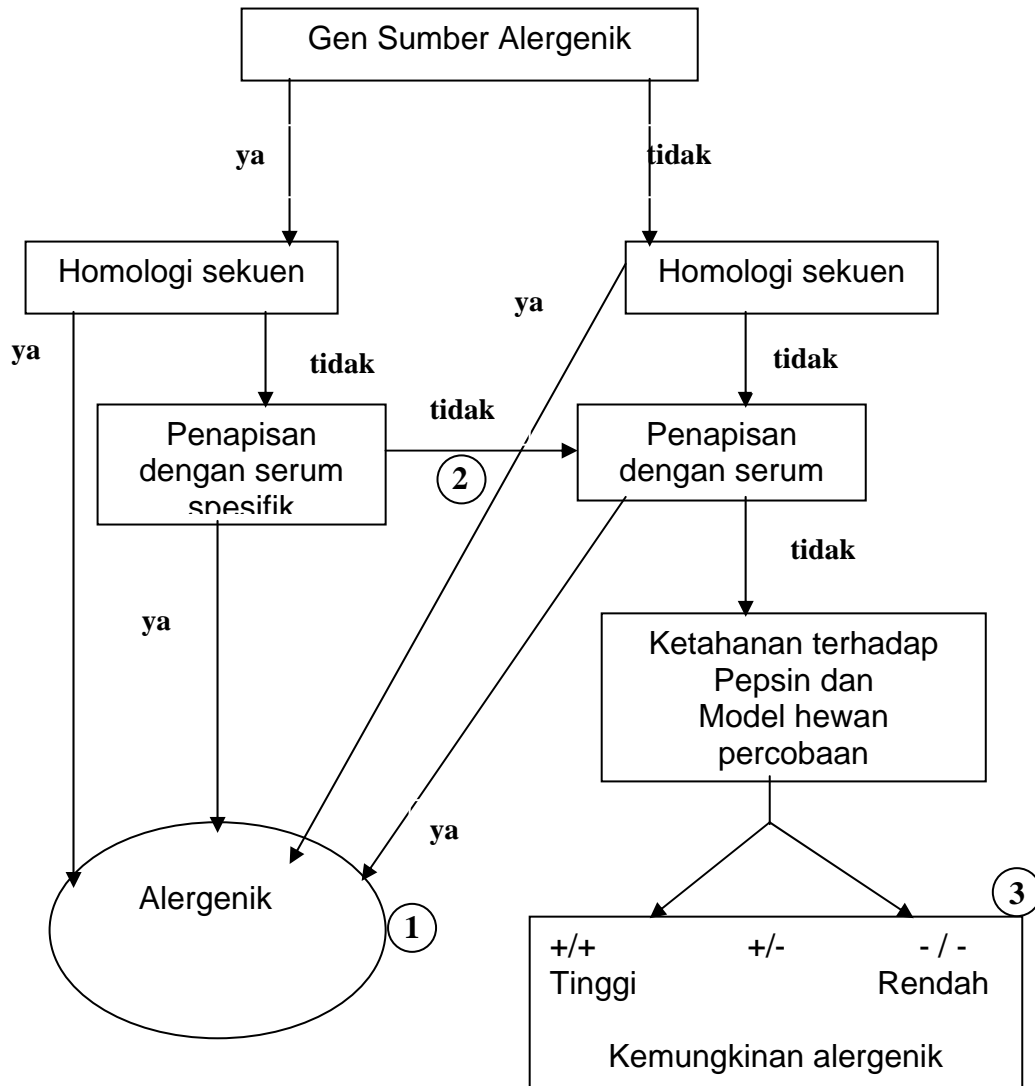 Gen Sumber Alergenik
ya
tidak
Homologi sekuen
Homologi sekuen
ya
ya
tidak
tidak
tidak
Penapisan
dengan serum
spesifik
2
Penapisan
dengan serum
tidak
ya
Ketahanan terhadap
Pepsin dan
Model hewan
percobaan
ya
Alergenik
1
3
+/+ +/- - / -
Tinggi Rendah
Kemungkinan alergenik